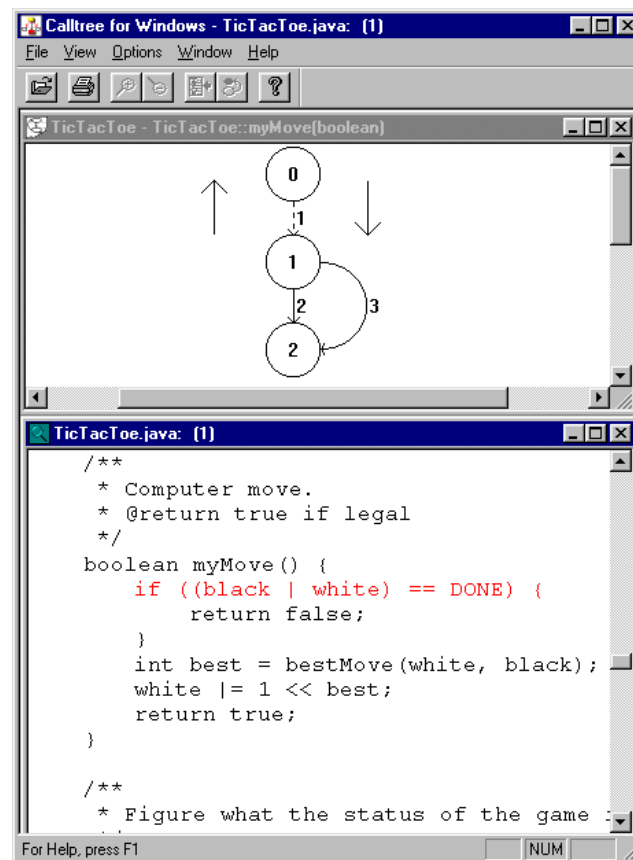 Calltree for Windows - TicTacToe.java: (1)
File View Options Window Help
TicTacToe - TicTacToe::myMove(boolean)
0
1
1
2
3
2
TicTacToe.java: (1)
/**
* Computer move.
* @return true if legal
*/
boolean myMove() {
if ((black | white) == DONE) {
return false;
}
int best = bestMove(white, black);
white |= 1 << best;
return true;
}
/**
* Figure what the status of the game
For Help, press F1
NUM